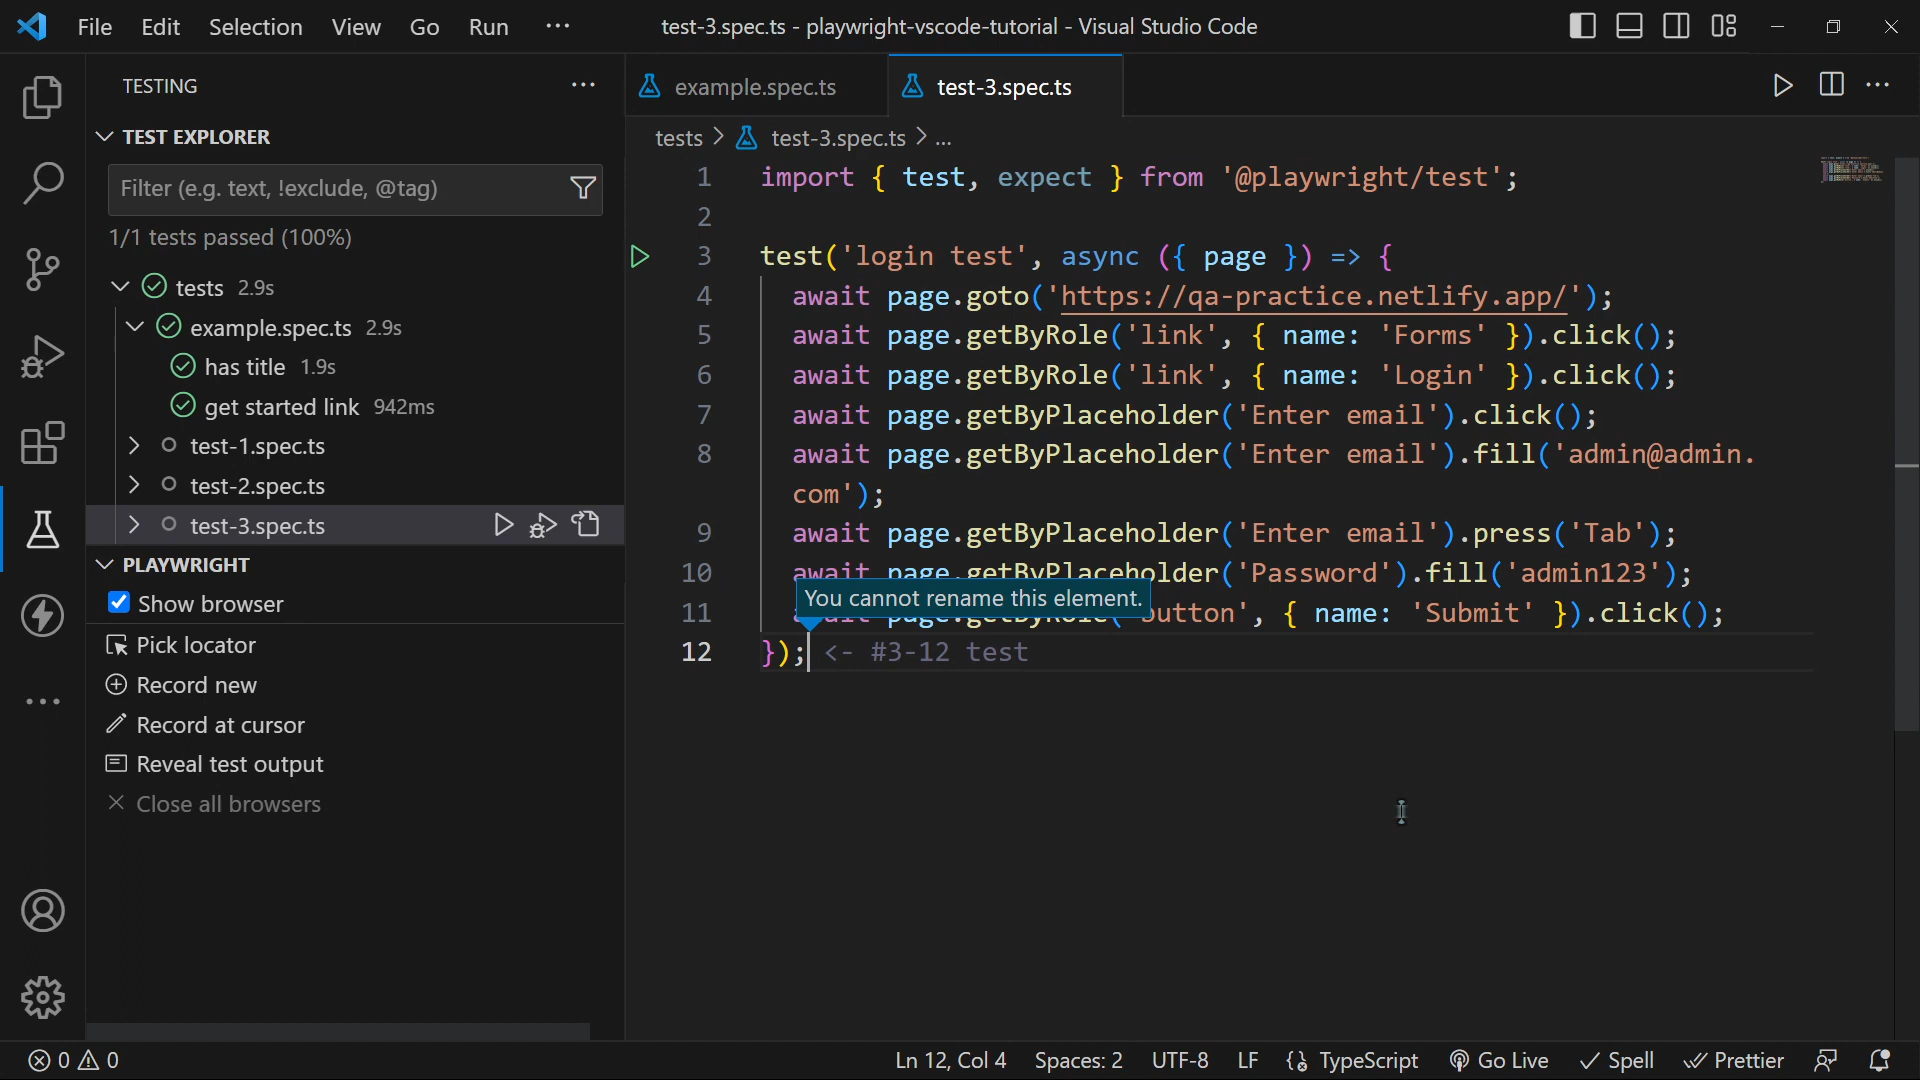 File Edit Selection View Go Run ··· test-3.spec.ts - playwright-vscode-tutorial - Visual Studio Code
TESTING
TEST EXPLORER
Filter (e.g. text, !exclude, @tag)
1/1 tests passed (100%)
tests 2.9s
example.spec.ts 2.9s
has title 1.9s
get started link 942ms
test-1.spec.ts
test-2.spec.ts
test-3.spec.ts
PLAYWRIGHT
Show browser
Pick locator
Record new
Record at cursor
Reveal test output
Close all browsers
example.spec.ts test-3.spec.ts
tests > test-3.spec.ts > ...
1 import { test, expect } from '@playwright/test';
2
3 test('login test', async ({ page }) => {
4 await page.goto('https://qa-practice.netlify.app/');
5 await page.getByRole('link', { name: 'Forms' }).click();
6 await page.getByRole('link', { name: 'Login' }).click();
7 await page.getByPlaceholder('Enter email').click();
8 await page.getByPlaceholder('Enter email').fill('admin@admin.
com');
9 await page.getByPlaceholder('Enter email').press('Tab');
10 await page.getByPlaceholder('Password').fill('admin123');
You cannot rename this element.
11 await page.getByRole('button', { name: 'Submit' }).click();
12 }); <- #3-12 test
0 0 Ln 12, Col 4 Spaces: 2 UTF-8 LF TypeScript Go Live Spell Prettier